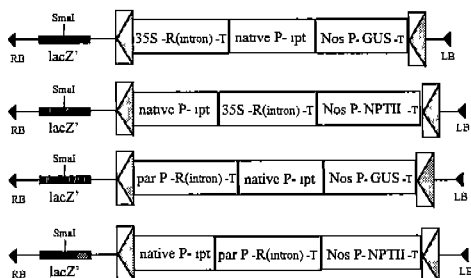 SmaI
35S -R(intron) -T native P- ipt Nos P- GUS -T
RB lacZ' LB
SmaI
native P- ipt 35S -R(intron) -T Nos P- NPTII -T
RB lacZ' LB
SmaI
par P -R(intron) -T native P- ipt Nos P- GUS -T
RB lacZ' LB
SmaI
native P- ipt par P -R(intron) -T Nos P- NPTII -T
RB lacZ' LB